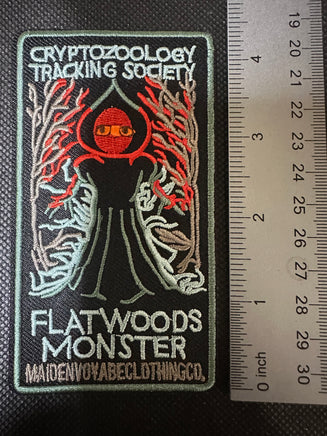 CRYPTOZOOLOGY
TRACKING SOCIETY
FLATWOODS
MONSTER
MAIDENVOYABECLOTHINGCO.
19
20
21
22
23
24
25
26
27
28
29
30
4
3
2
1
0 inch